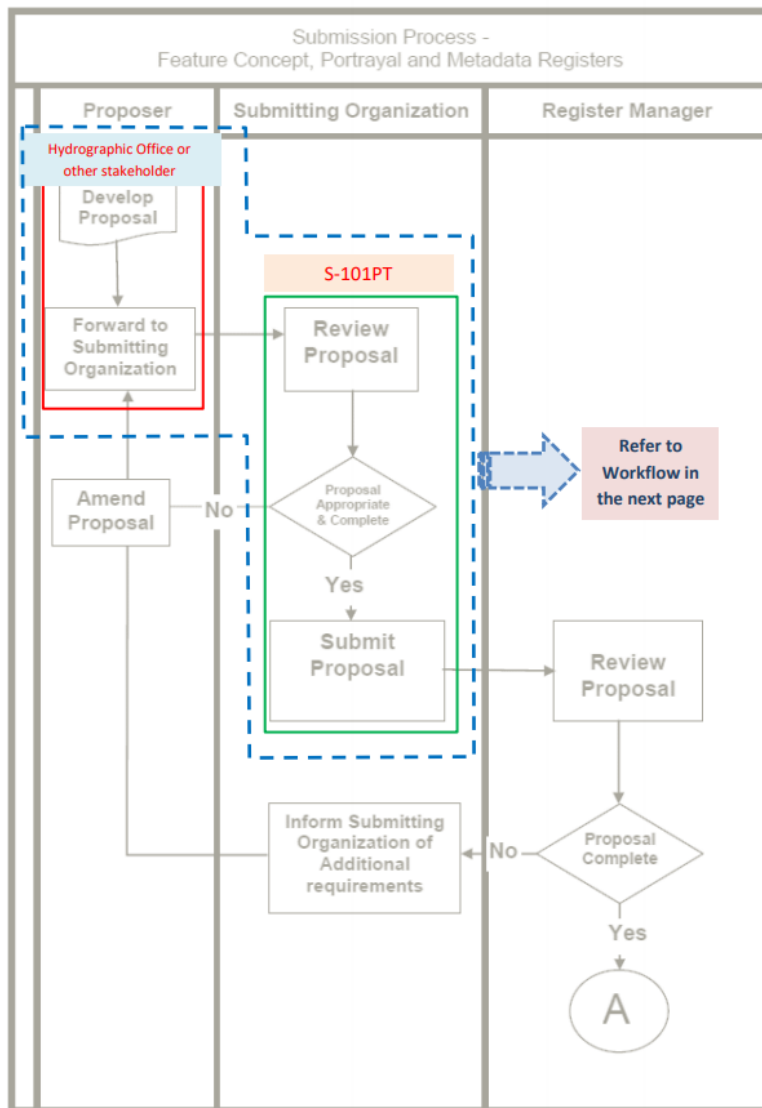 Submission Process -
Feature Concept, Portrayal and Metadata Registers
Proposer
Submitting Organization
Register Manager
Hydrographic Office or
other stakeholder
Develop
Proposal
S-101PT
Forward to
Submitting
Organization
Review
Proposal
Refer to
Workflow in
the next page
Amend
Proposal
No
Proposal
Appropriate
& Complete
Yes
Submit
Proposal
Review
Proposal
Inform Submitting
Organization of
Additional
requirements
No
Proposal
Complete
Yes
A